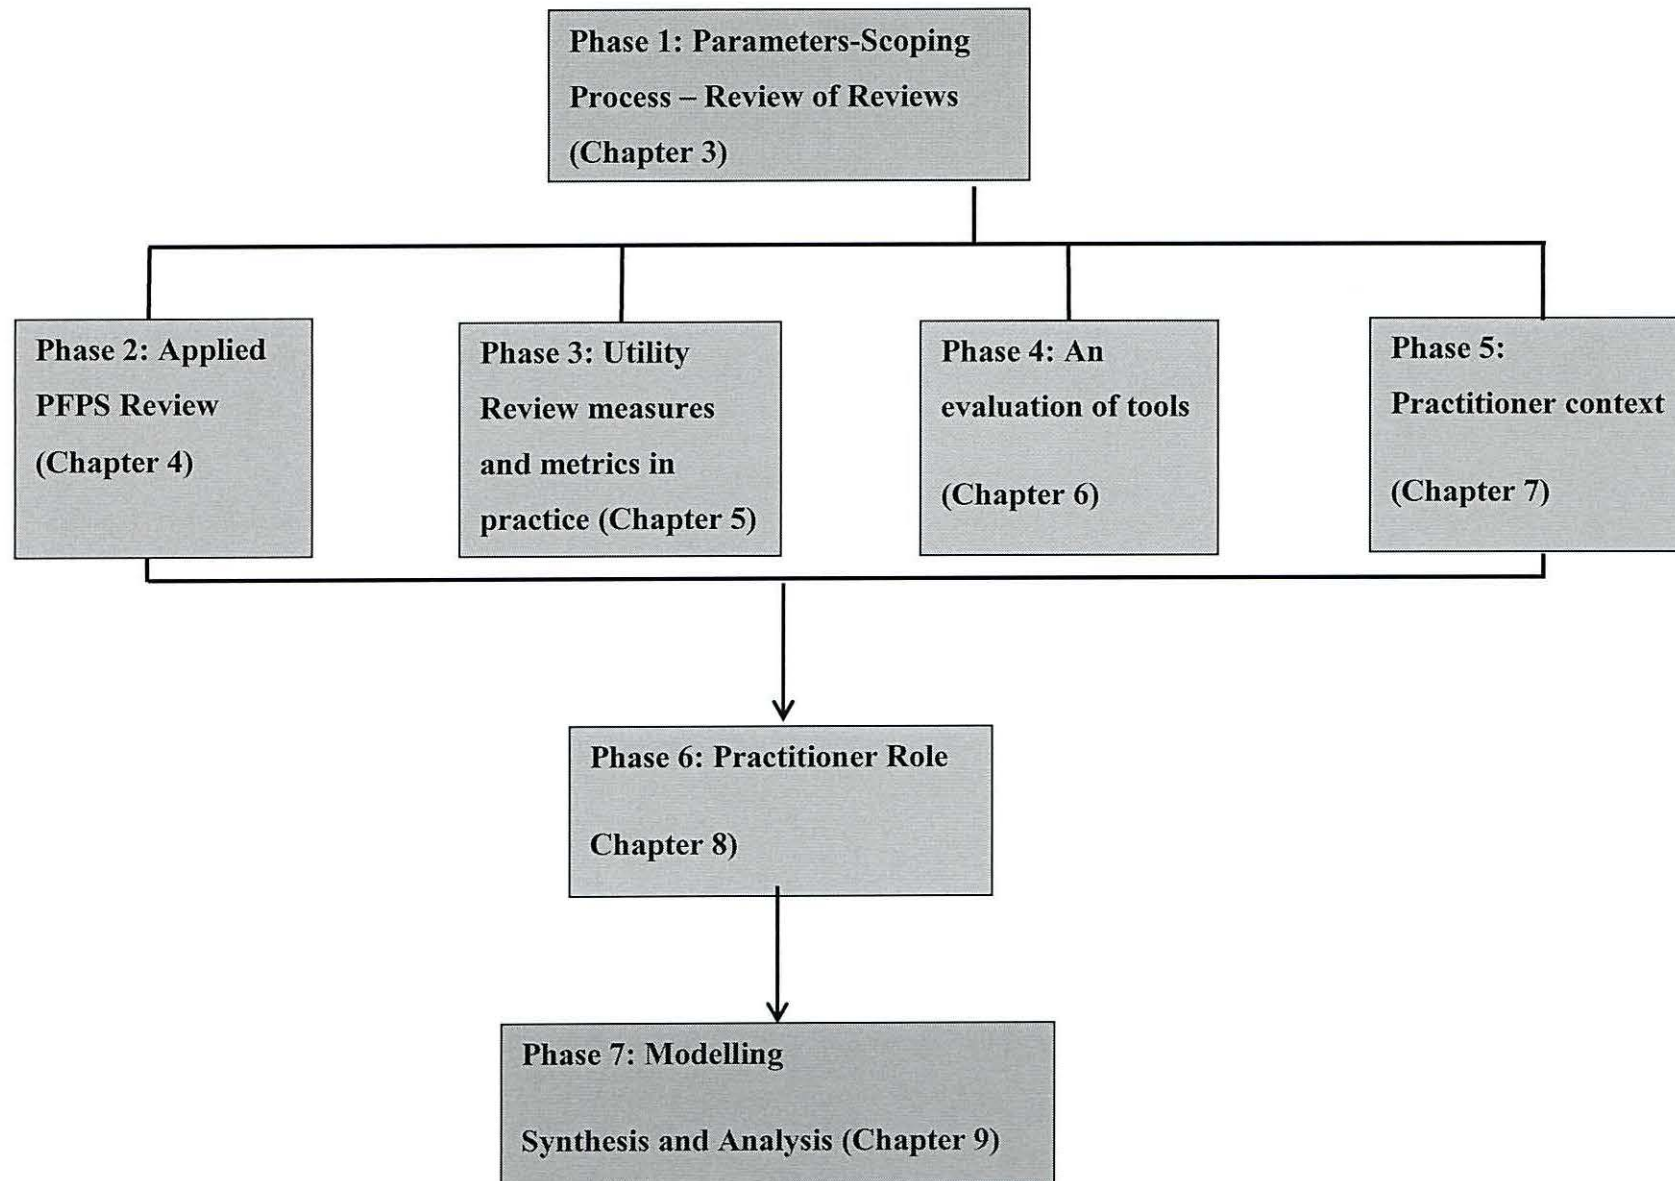 Phase 1: Parameters-Scoping
Process – Review of Reviews
(Chapter 3)
Phase 2: Applied
PFPS Review
(Chapter 4)
Phase 3: Utility
Review measures
and metrics in
practice (Chapter 5)
Phase 4: An
evaluation of tools
(Chapter 6)
Phase 5:
Practitioner context
(Chapter 7)
Phase 6: Practitioner Role
Chapter 8)
Phase 7: Modelling
Synthesis and Analysis (Chapter 9)